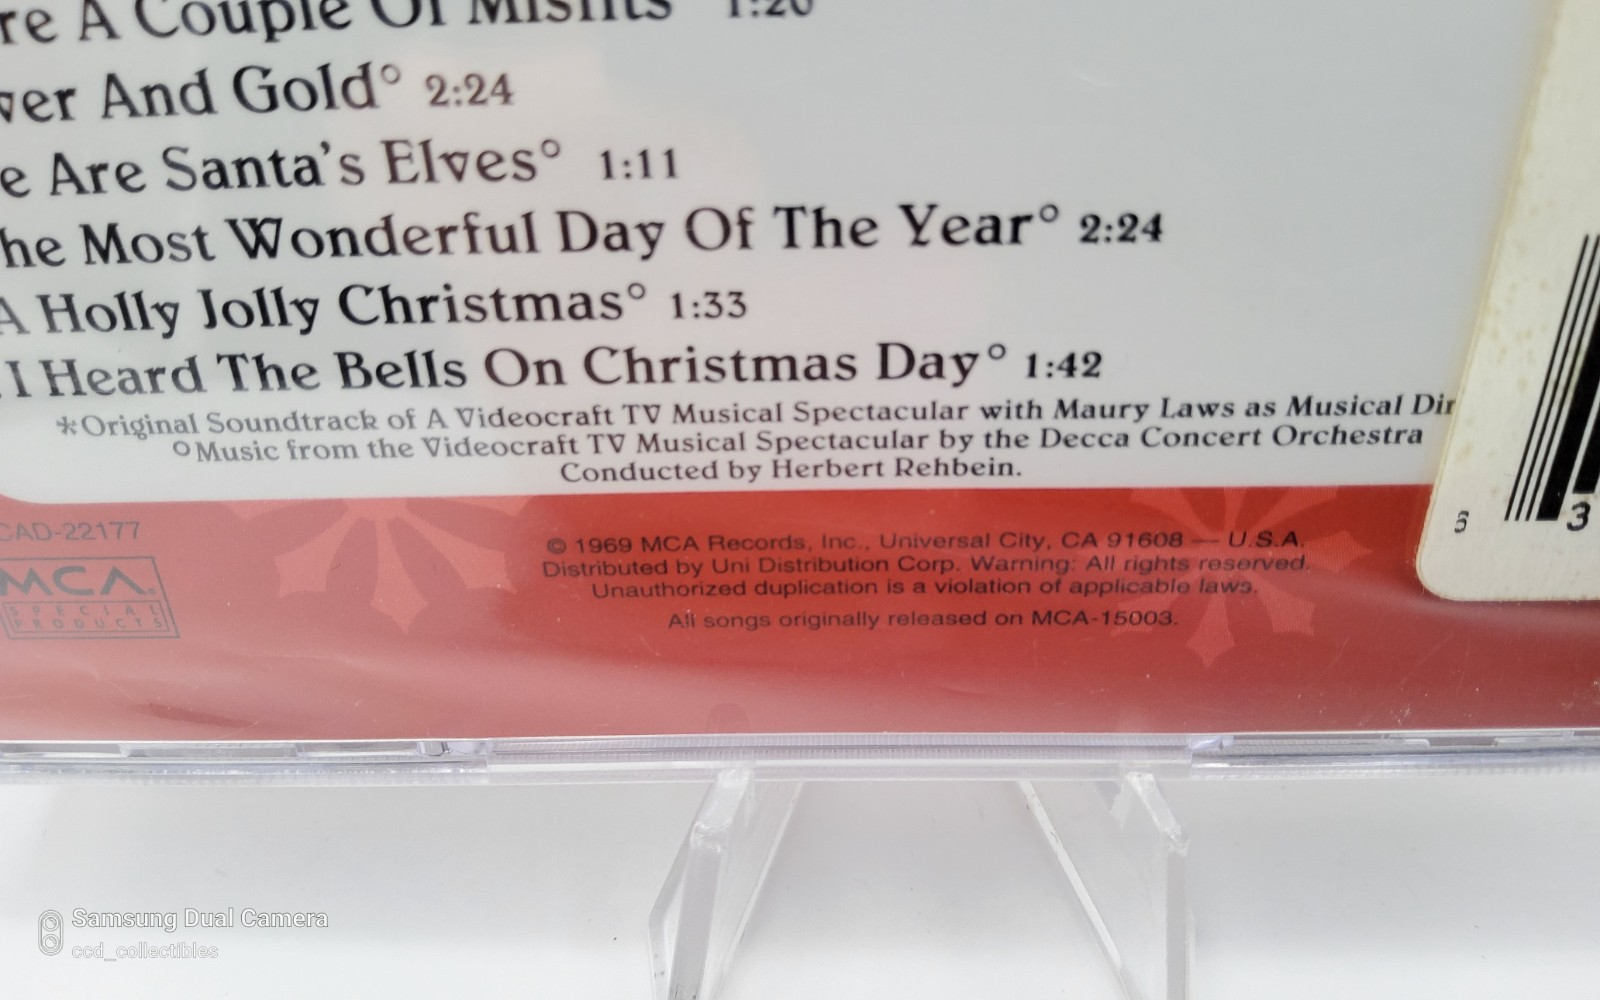 re A Couple Of Misfits 1:20
ver And Gold° 2:24
e Are Santa's Elves° 1:11
he Most Wonderful Day Of The Year° 2:24
A Holly Jolly Christmas° 1:33
I Heard The Bells On Christmas Day° 1:42
*Original Soundtrack of A Videocraft TV Musical Spectacular with Maury Laws as Musical Dir
°Music from the Videocraft TV Musical Spectacular by the Decca Concert Orchestra
Conducted by Herbert Rehbein.
CAD-22177
MCA
SPECIAL
PRODUCTS
© 1969 MCA Records, Inc., Universal City, CA 91608 — U.S.A.
Distributed by Uni Distribution Corp. Warning: All rights reserved.
Unauthorized duplication is a violation of applicable laws.
All songs originally released on MCA-15003.
3
Samsung Dual Camera
ccd_collectibles